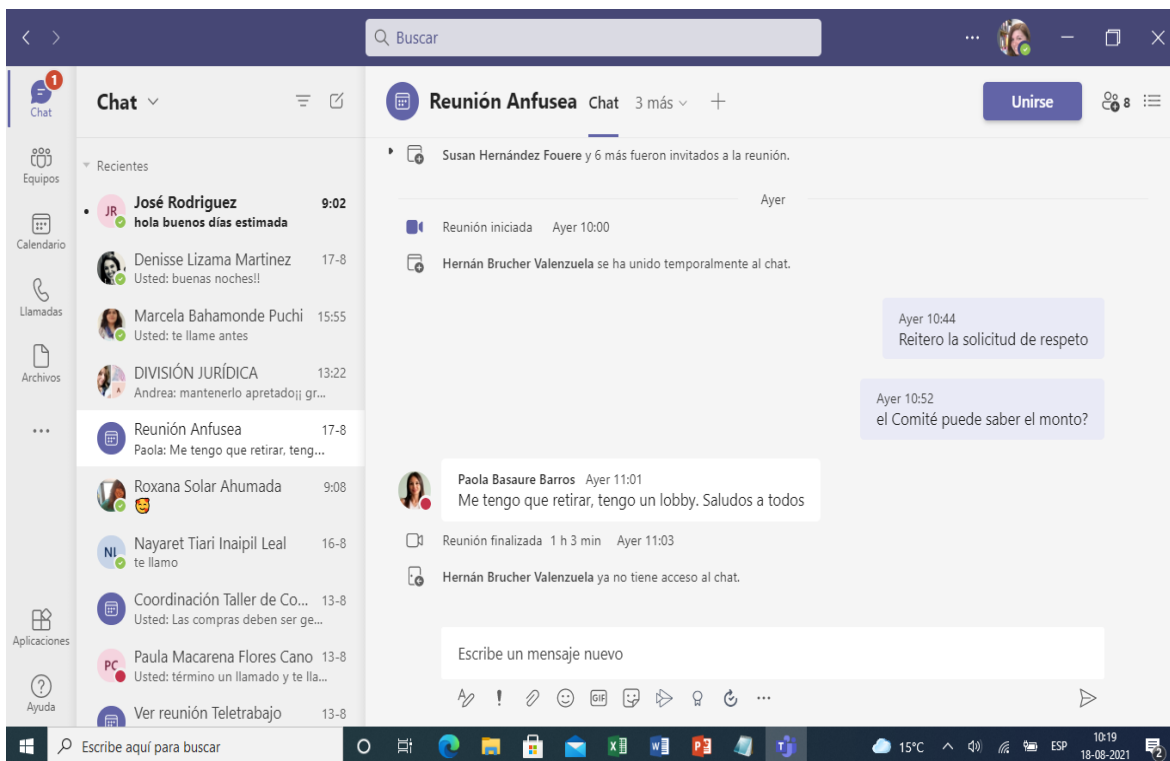 Buscar
1
Chat
Equipos
Calendario
Llamadas
Archivos
Aplicaciones
Ayuda
Chat
Recientes
JR José Rodriguez 9:02
hola buenos días estimada
Denisse Lizama Martinez 17-8
Usted: buenas noches!!
Marcela Bahamonde Puchi 15:55
Usted: te llame antes
DIVISIÓN JURÍDICA 13:22
A Andrea: mantenerlo apretado¡¡ gr...
Reunión Anfusea 17-8
Paola: Me tengo que retirar, teng...
Roxana Solar Ahumada 9:08
NI Nayaret Tiari Inaipil Leal 16-8
te llamo
Coordinación Taller de Co... 13-8
Usted: Las compras deben ser ge...
PC Paula Macarena Flores Cano 13-8
Usted: término un llamado y te lla...
Ver reunión Teletrabajo 13-8
Reunión Anfusea Chat 3 más Unirse 8
Susan Hernández Fouere y 6 más fueron invitados a la reunión.
Ayer
Reunión iniciada Ayer 10:00
Hernán Brucher Valenzuela se ha unido temporalmente al chat.
Ayer 10:44
Reitero la solicitud de respeto
Ayer 10:52
el Comité puede saber el monto?
Paola Basaure Barros Ayer 11:01
Me tengo que retirar, tengo un lobby. Saludos a todos
Reunión finalizada 1 h 3 min Ayer 11:03
Hernán Brucher Valenzuela ya no tiene acceso al chat.
Escribe un mensaje nuevo
GIF
Escribe aquí para buscar
15°C ESP 10:19
18-08-2021 2